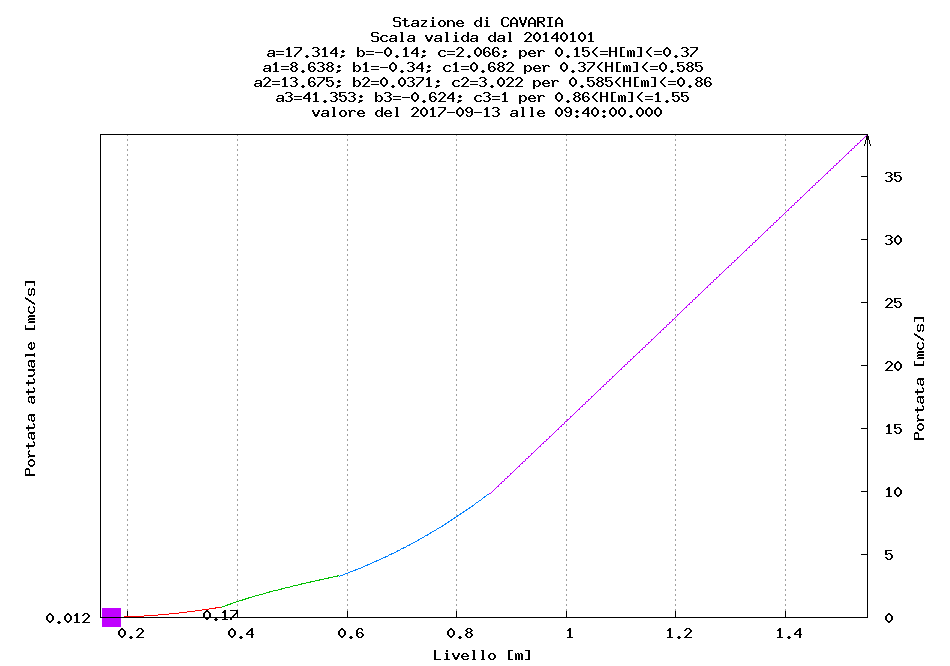 Stazione di CAVARIA
Scala valida dal 20140101
a=17.314; b=-0.14; c=2.066; per 0.15<=H[m]<=0.37
a1=8.638; b1=-0.34; c1=0.682 per 0.37<H[m]<=0.585
a2=13.675; b2=0.0371; c2=3.022 per 0.585<H[m]<=0.86
a3=41.353; b3=-0.624; c3=1 per 0.86<H[m]<=1.55
valore del 2017-09-13 alle 09:40:00.000
35
30
25
20
15
10
5
0
Portata attuale [mc/s]
Portata [mc/s]
0.012
0.17
0.2 0.4 0.6 0.8 1 1.2 1.4
Livello [m]